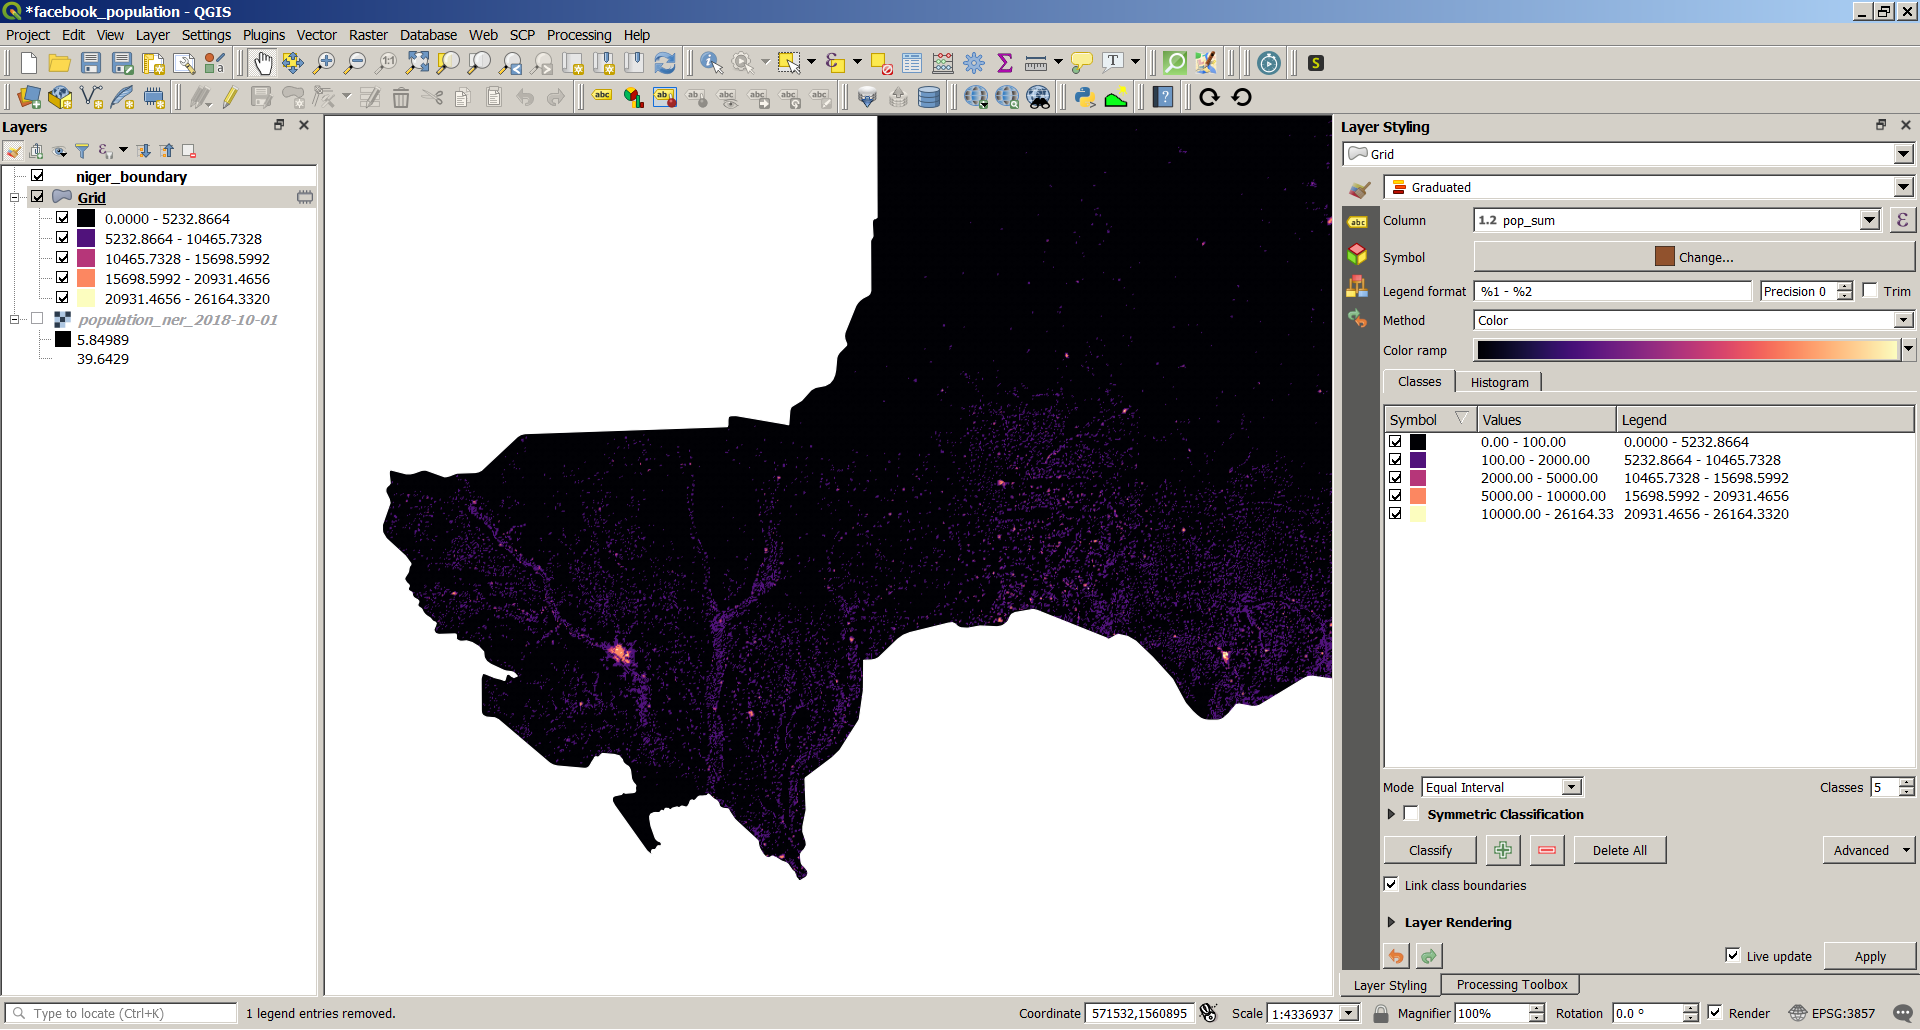 *facebook_population - QGIS
Project Edit View Layer Settings Plugins Vector Raster Database Web SCP Processing Help
Layers
niger_boundary
Grid
0.0000 - 5232.8664
5232.8664 - 10465.7328
10465.7328 - 15698.5992
15698.5992 - 20931.4656
20931.4656 - 26164.3320
population_ner_2018-10-01
5.84989
39.6429
Layer Styling
Grid
Graduated
Column 1.2 pop_sum
Symbol Change...
Legend format %1 - %2 Precision 0 Trim
Method Color
Color ramp
Classes Histogram
Symbol Values Legend
0.00 - 100.00 0.0000 - 5232.8664
100.00 - 2000.00 5232.8664 - 10465.7328
2000.00 - 5000.00 10465.7328 - 15698.5992
5000.00 - 10000.00 15698.5992 - 20931.4656
10000.00 - 26164.33 20931.4656 - 26164.3320
Mode Equal Interval Classes 5
Symmetric Classification
Classify Delete All Advanced
Link class boundaries
Layer Rendering
Live update Apply
Layer Styling Processing Toolbox
Type to locate (Ctrl+K) 1 legend entries removed. Coordinate 571532,1560895 Scale 1:4336937 Magnifier 100% Rotation 0.0 ° Render EPSG:3857